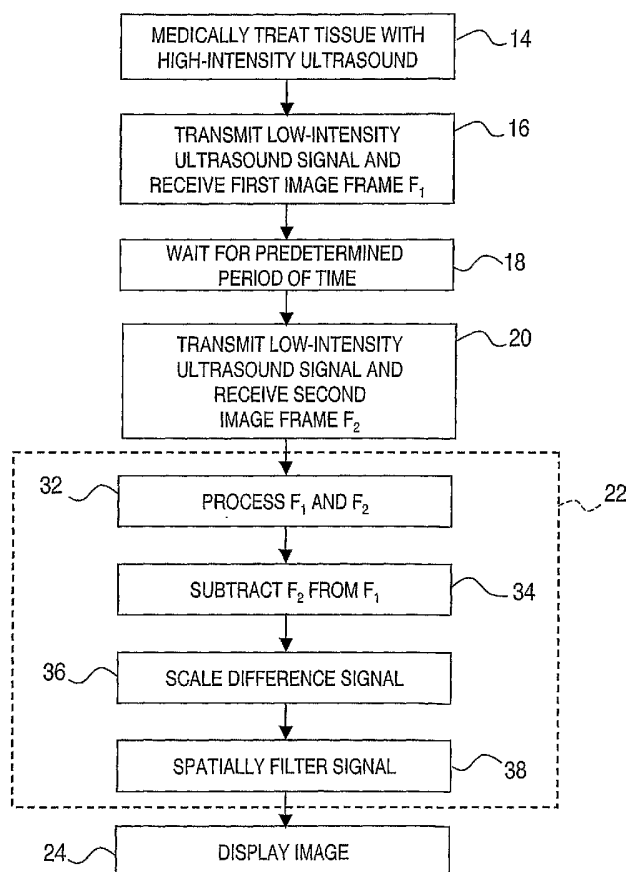 MEDICALLY TREAT TISSUE WITH
HIGH-INTENSITY ULTRASOUND
14
TRANSMIT LOW-INTENSITY
ULTRASOUND SIGNAL AND
RECEIVE FIRST IMAGE FRAME F₁
16
WAIT FOR PREDETERMINED
PERIOD OF TIME
18
TRANSMIT LOW-INTENSITY
ULTRASOUND SIGNAL AND
RECEIVE SECOND
IMAGE FRAME F₂
20
32
PROCESS F₁ AND F₂
22
SUBTRACT F₂ FROM F₁
34
36
SCALE DIFFERENCE SIGNAL
SPATIALLY FILTER SIGNAL
38
24
DISPLAY IMAGE